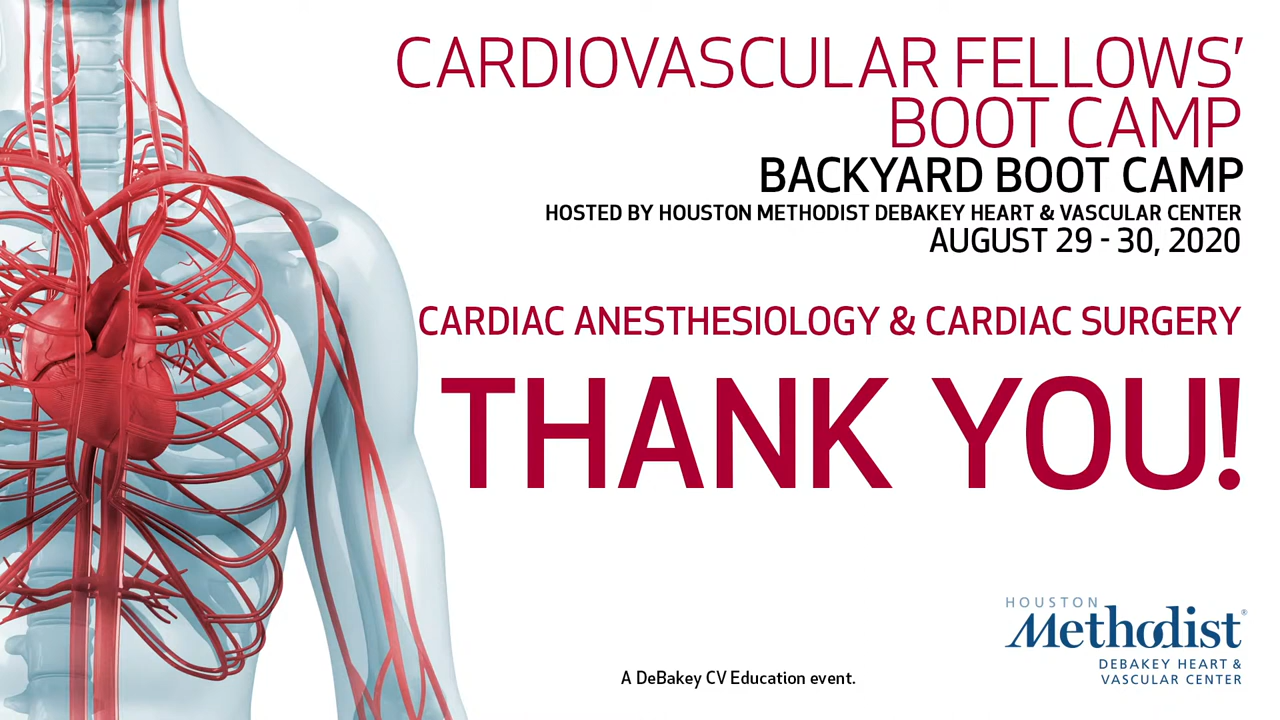 CARDIOVASCULAR FELLOWS'
BOOT CAMP
BACKYARD BOOT CAMP
HOSTED BY HOUSTON METHODIST DEBAKEY HEART & VASCULAR CENTER
AUGUST 29 - 30, 2020
CARDIAC ANESTHESIOLOGY & CARDIAC SURGERY
THANK YOU!
HOUSTON
Methodist®
DEBAKEY HEART &
VASCULAR CENTER
A DeBakey CV Education event.